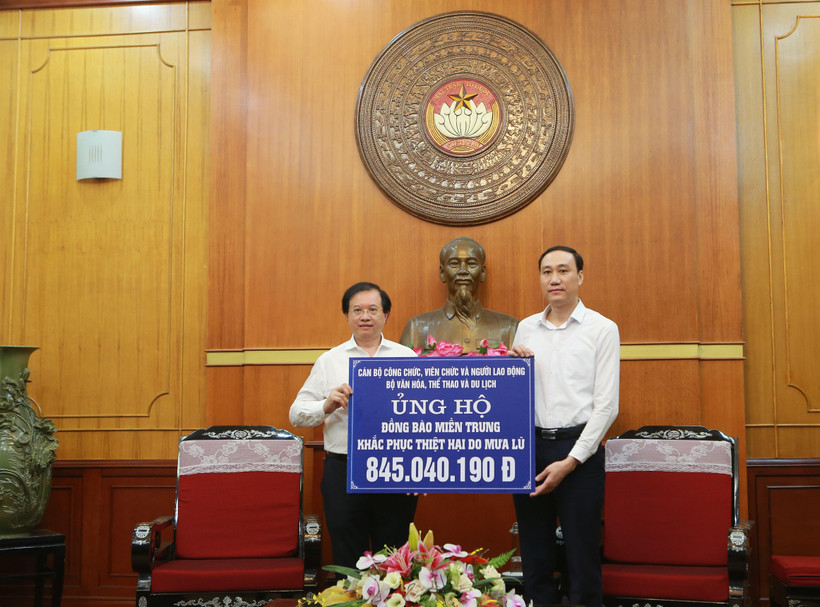 CÁN BỘ CÔNG CHỨC, VIÊN CHỨC VÀ NGƯỜI LAO ĐỘNG
BỘ VĂN HÓA, THỂ THAO VÀ DU LỊCH
ỦNG HỘ
ĐỒNG BÀO MIỀN TRUNG
KHẮC PHỤC THIỆT HẠI DO MƯA LŨ
845.040.190 Đ